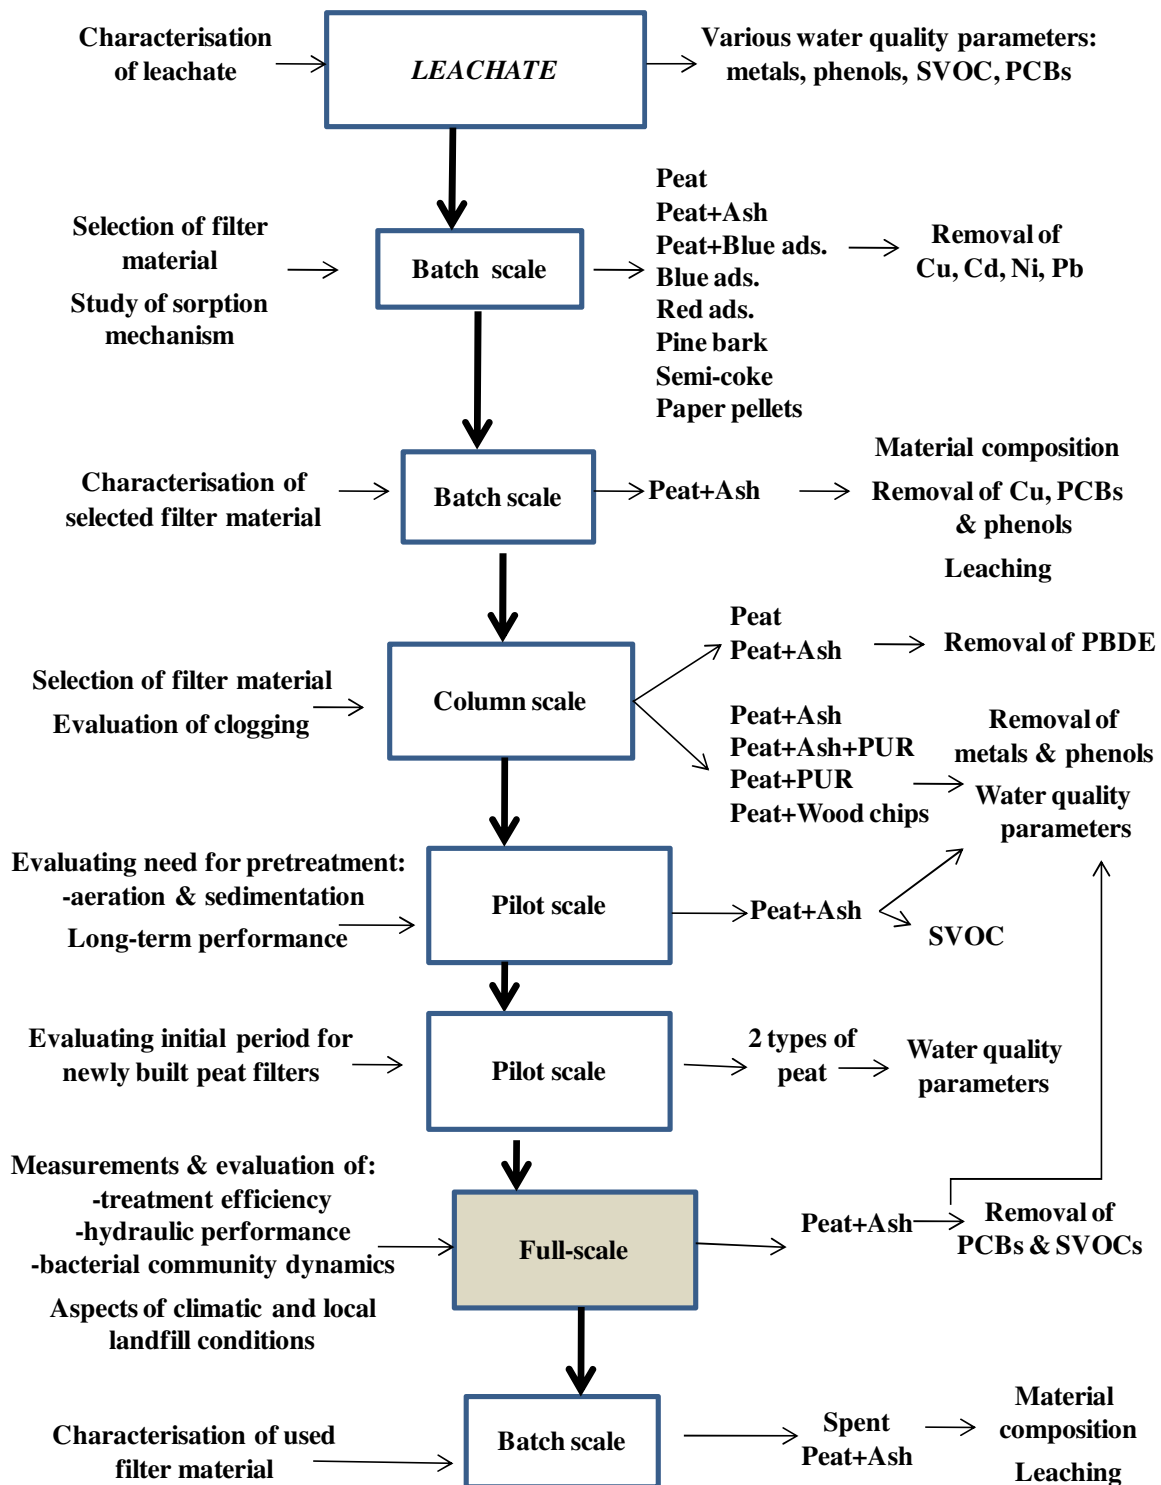 Characterisation
of leachate
LEACHATE
Various water quality parameters:
metals, phenols, SVOC, PCBs
Selection of filter
material
Study of sorption
mechanism
Batch scale
Peat
Peat+Ash
Peat+Blue ads.
Blue ads.
Red ads.
Pine bark
Semi-coke
Paper pellets
Removal of
Cu, Cd, Ni, Pb
Characterisation of
selected filter material
Batch scale
Peat+Ash
Material composition
Removal of Cu, PCBs
& phenols
Leaching
Selection of filter material
Evaluation of clogging
Column scale
Peat
Peat+Ash
Removal of PBDE
Peat+Ash
Peat+Ash+PUR
Peat+PUR
Peat+Wood chips
Removal of
metals & phenols
Water quality
parameters
Evaluating need for pretreatment:
-aeration & sedimentation
Long-term performance
Pilot scale
Peat+Ash
SVOC
Evaluating initial period for
newly built peat filters
Pilot scale
2 types of
peat
Water quality
parameters
Measurements & evaluation of:
-treatment efficiency
-hydraulic performance
-bacterial community dynamics
Aspects of climatic and local
landfill conditions
Full-scale
Peat+Ash
Removal of
PCBs & SVOCs
Characterisation of used
filter material
Batch scale
Spent
Peat+Ash
Material
composition
Leaching